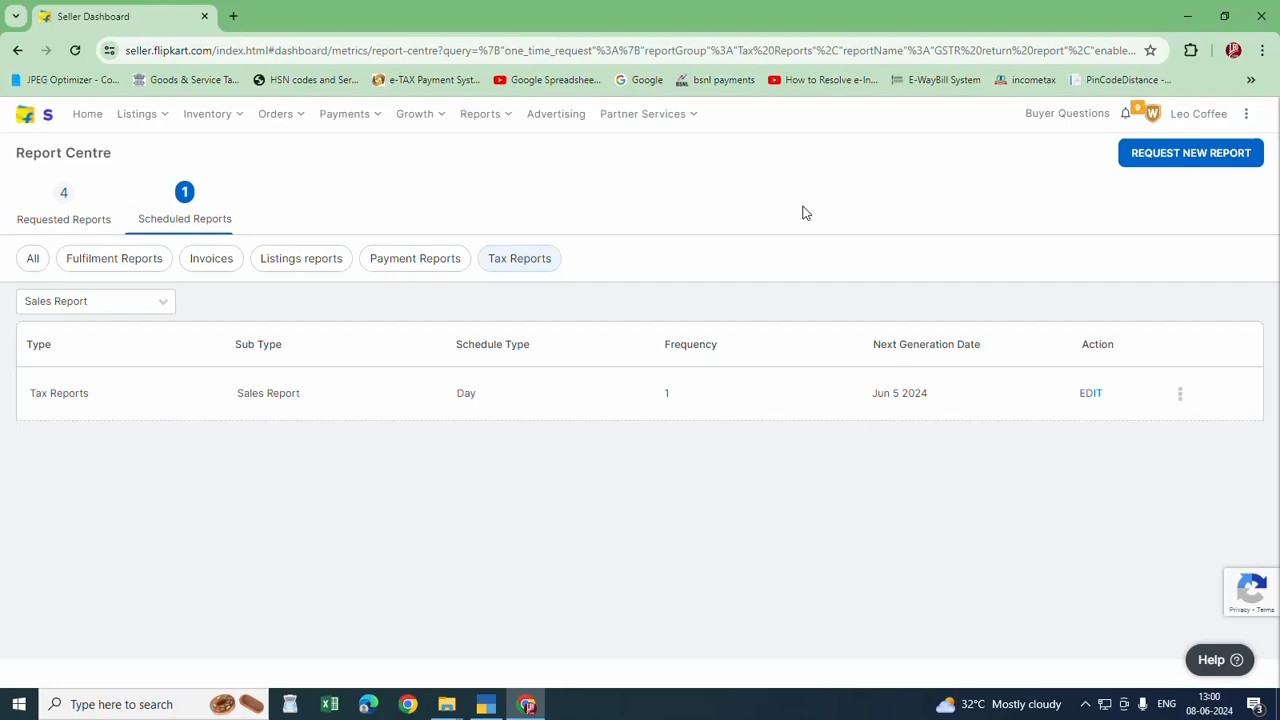 Seller Dashboard
seller.flipkart.com/index.html#dashboard/metrics/report-centre?query=%7B"one_time_request"%3A%7B"reportGroup"%3A"Tax%20Reports"%2C"reportName"%3A"GSTR%20return%20report"%2C"enable...
JPEG Optimizer - Co...
Goods & Service Ta...
HSN codes and Ser...
e-TAX Payment Syst...
Google Spreadshee...
Google
bsnl payments
How to Resolve e-In...
E-WayBill System
incometax
PinCodeDistance -...
S Home Listings Inventory Orders Payments Growth Reports Advertising Partner Services Buyer Questions 9 W Leo Coffee
Report Centre
REQUEST NEW REPORT
4 1
Requested Reports Scheduled Reports
All Fulfilment Reports Invoices Listings reports Payment Reports Tax Reports
Sales Report
Type Sub Type Schedule Type Frequency Next Generation Date Action
Tax Reports Sales Report Day 1 Jun 5 2024 EDIT
Privacy - Terms
Help
Type here to search
32°C Mostly cloudy ENG
13:00
08-06-2024
3